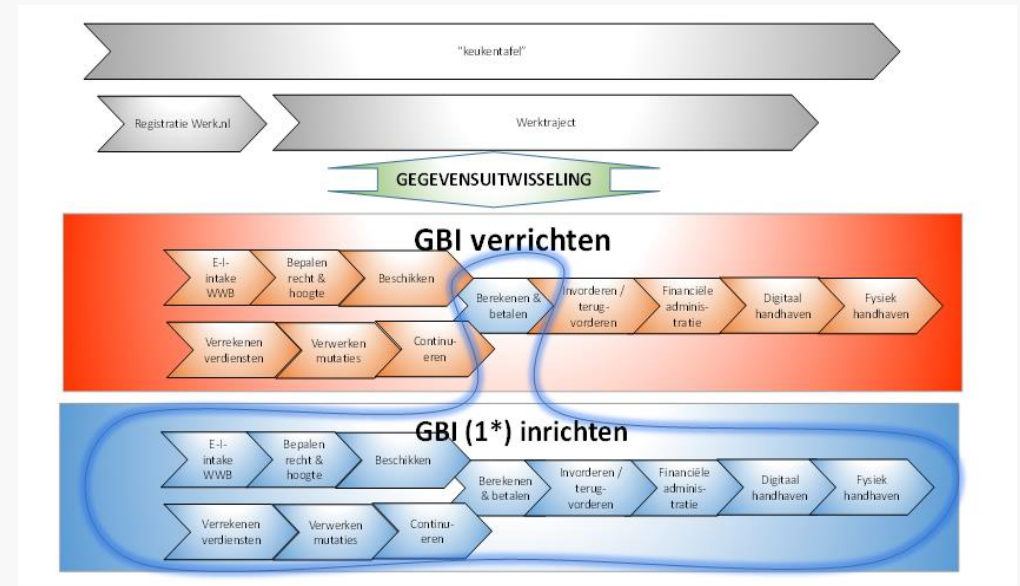 "keukentafel"
Registratie Werk.nl
Werktraject
GEGEVENSUITWISSELING
GBI verrichten
E-I-
intake
WWB
Bepalen
recht &
hoogte
Beschikken
Berekenen &
betalen
Invorderen /
terug-
vorderen
Financiële
adminis-
tratie
Digitaal
handhaven
Fysiek
handhaven
Verrekenen
verdiensten
Verwerken
mutaties
Continu-
eren
GBI (1*) inrichten
E-I-
intake
WWB
Bepalen
recht &
hoogte
Beschikken
Berekenen
& betalen
Invorderen /
terug-
vorderen
Financiële
adminis-
tratie
Digitaal
handhaven
Fysiek
handhaven
Verrekenen
verdiensten
Verwerken
mutaties
Continu-
eren